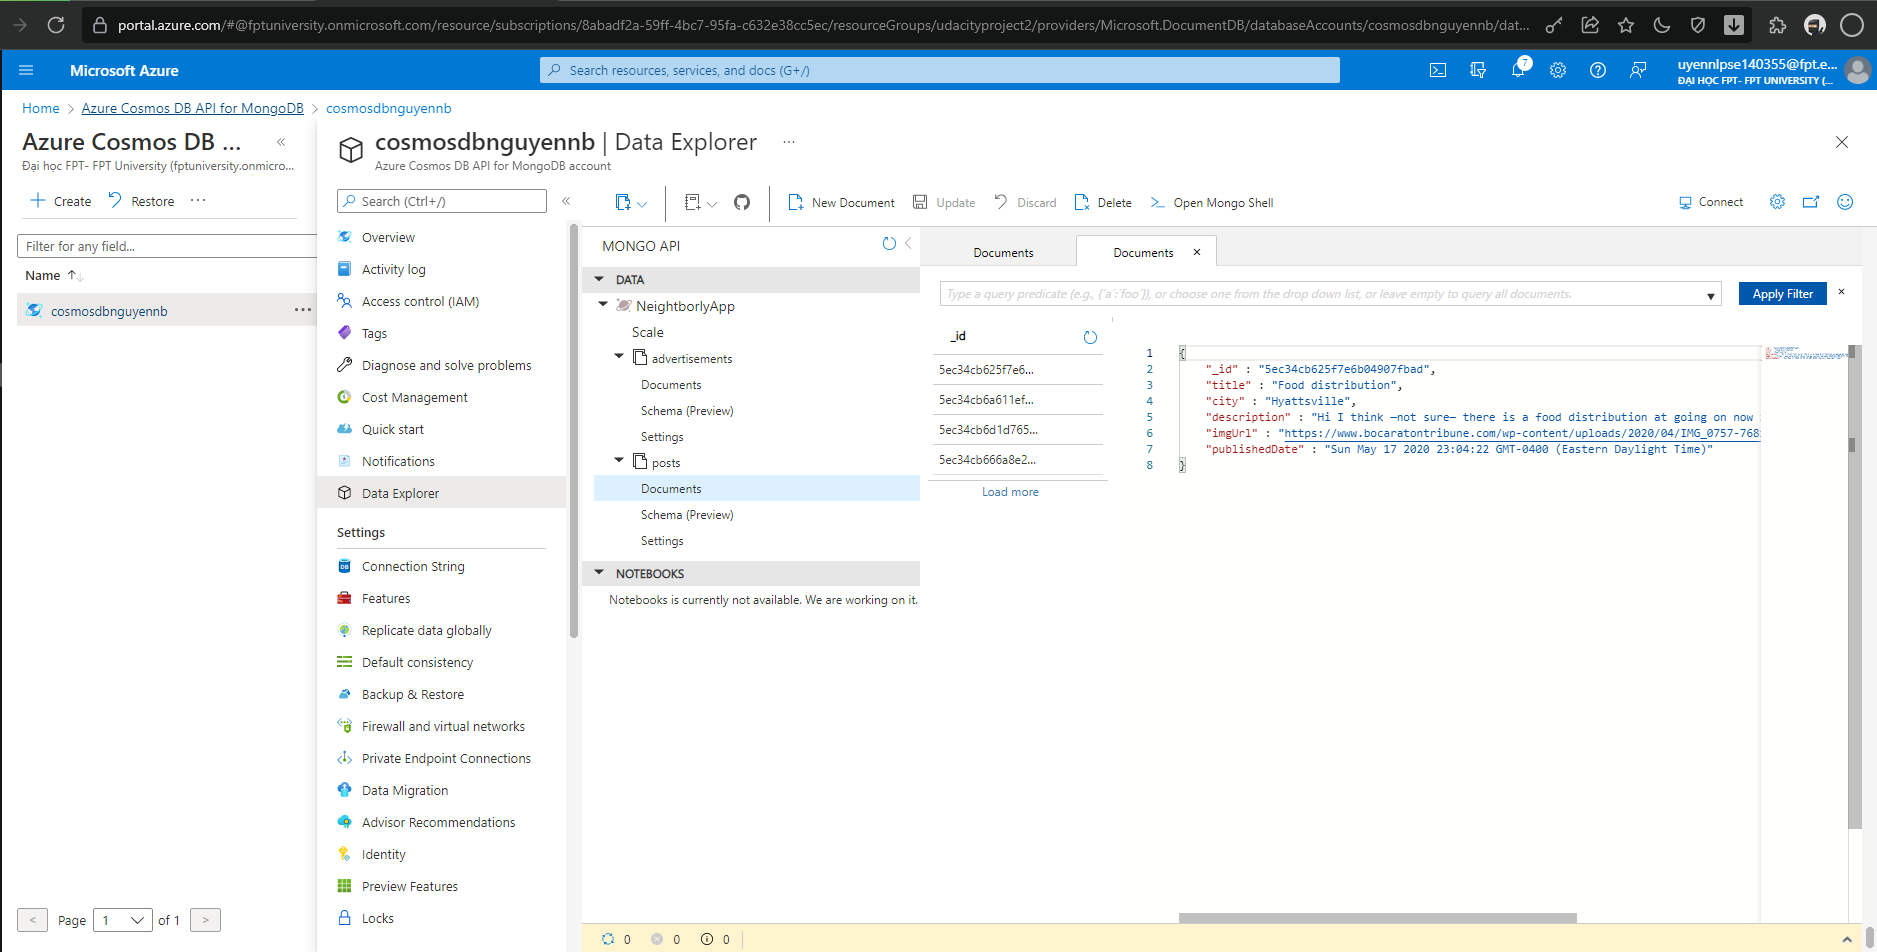 portal.azure.com/#@fptuniversity.onmicrosoft.com/resource/subscriptions/8abadf2a-59ff-4bc7-95fa-c632e38cc5ec/resourceGroups/udacityproject2/providers/Microsoft.DocumentDB/databaseAccounts/cosmosdbnguyennb/dat...
Microsoft Azure
Search resources, services, and docs (G+/)
7
uyennlpse140355@fpt.e...
ĐẠI HỌC FPT- FPT UNIVERSITY (...
Home > Azure Cosmos DB API for MongoDB > cosmosdbnguyennb
Azure Cosmos DB ... «
Đại học FPT- FPT University (fptuniversity.onmicro...
Create Restore ...
Filter for any field...
Name
cosmosdbnguyennb ...
< Page 1 of 1 >
cosmosdbnguyennb | Data Explorer ...
Azure Cosmos DB API for MongoDB account
Search (Ctrl+/) «
Overview
Activity log
Access control (IAM)
Tags
Diagnose and solve problems
Cost Management
Quick start
Notifications
Data Explorer
Settings
Connection String
Features
Replicate data globally
Default consistency
Backup & Restore
Firewall and virtual networks
Private Endpoint Connections
Data Migration
Advisor Recommendations
Identity
Preview Features
Locks
New Document Update Discard Delete Open Mongo Shell Connect
MONGO API
DATA
NeightborlyApp
Scale
advertisements
Documents
Schema (Preview)
Settings
posts
Documents
Schema (Preview)
Settings
NOTEBOOKS
Notebooks is currently not available. We are working on it.
Documents Documents
Type a query predicate (e.g., {´a´:´foo´}), or choose one from the drop down list, or leave empty to query all documents. Apply Filter
_id
5ec34cb625f7e6...
5ec34cb6a611ef...
5ec34cb6d1d765...
5ec34cb666a8e2...
Load more
1 {
2 "_id" : "5ec34cb625f7e6b04907fbad",
3 "title" : "Food distribution",
4 "city" : "Hyattsville",
5 "description" : "Hi I think —not sure— there is a food distribution at going on now
6 "imgUrl" : "https://www.bocaratontribune.com/wp-content/uploads/2020/04/IMG_0757-768
7 "publishedDate" : "Sun May 17 2020 23:04:22 GMT-0400 (Eastern Daylight Time)"
8 }
0 0 0